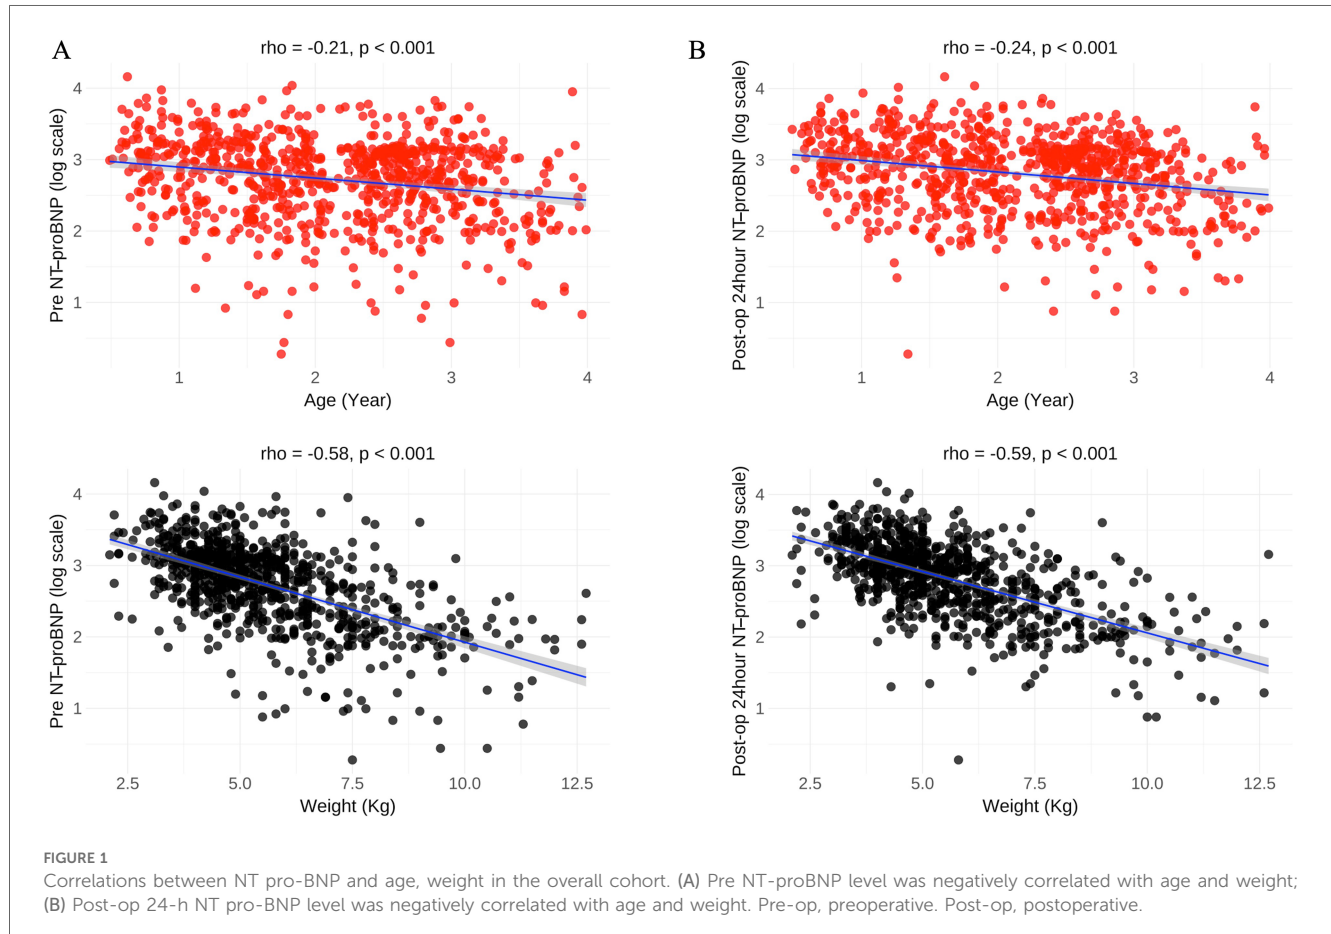 A
rho = -0.21, p < 0.001
Pre NT-proBNP (log scale)
4
3
2
1
1 2 3 4
Age (Year)
B
rho = -0.24, p < 0.001
Post-op 24hour NT-proBNP (log scale)
4
3
2
1
1 2 3 4
Age (Year)
rho = -0.58, p < 0.001
Pre NT-proBNP (log scale)
4
3
2
1
2.5 5.0 7.5 10.0 12.5
Weight (Kg)
rho = -0.59, p < 0.001
Post-op 24hour NT-proBNP (log scale)
4
3
2
1
2.5 5.0 7.5 10.0 12.5
Weight (Kg)
FIGURE 1
Correlations between NT pro-BNP and age, weight in the overall cohort. (A) Pre NT-proBNP level was negatively correlated with age and weight;
(B) Post-op 24-h NT pro-BNP level was negatively correlated with age and weight. Pre-op, preoperative. Post-op, postoperative.